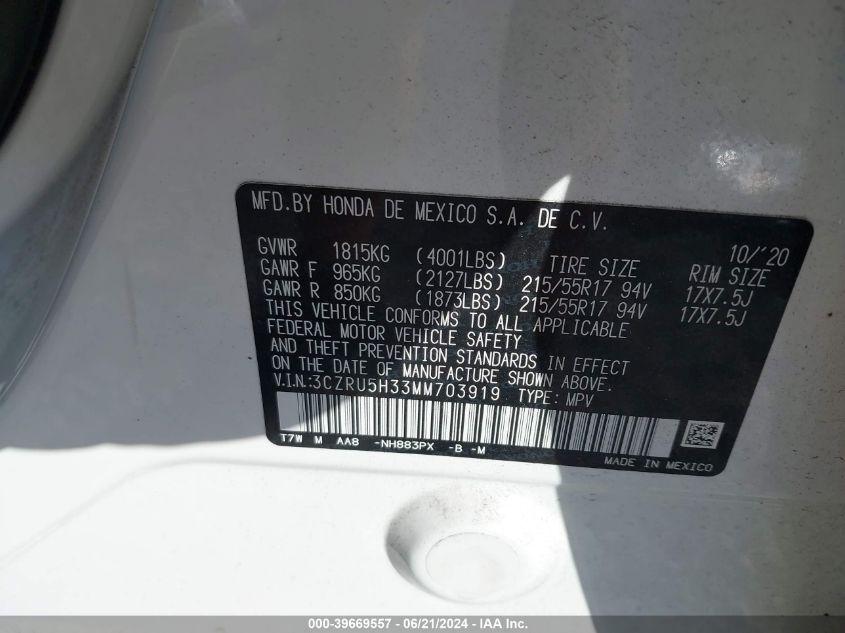 MFD.BY HONDA DE MEXICO S.A. DE C.V.
10/'20
GVWR 1815KG (4001LBS) TIRE SIZE RIM SIZE
GAWR F 965KG (2127LBS) 215/55R17 94V 17X7.5J
GAWR R 850KG (1873LBS) 215/55R17 94V 17X7.5J
THIS VEHICLE CONFORMS TO ALL APPLICABLE
FEDERAL MOTOR VEHICLE SAFETY
AND THEFT PREVENTION STANDARDS IN EFFECT
ON THE DATE OF MANUFACTURE SHOWN ABOVE.
V.I.N.:3CZRU5H33MM703919 TYPE: MPV
T7W M AA8 -NH883PX -B -M
MADE IN MEXICO
000-39669557 - 06/21/2024 - IAA Inc.